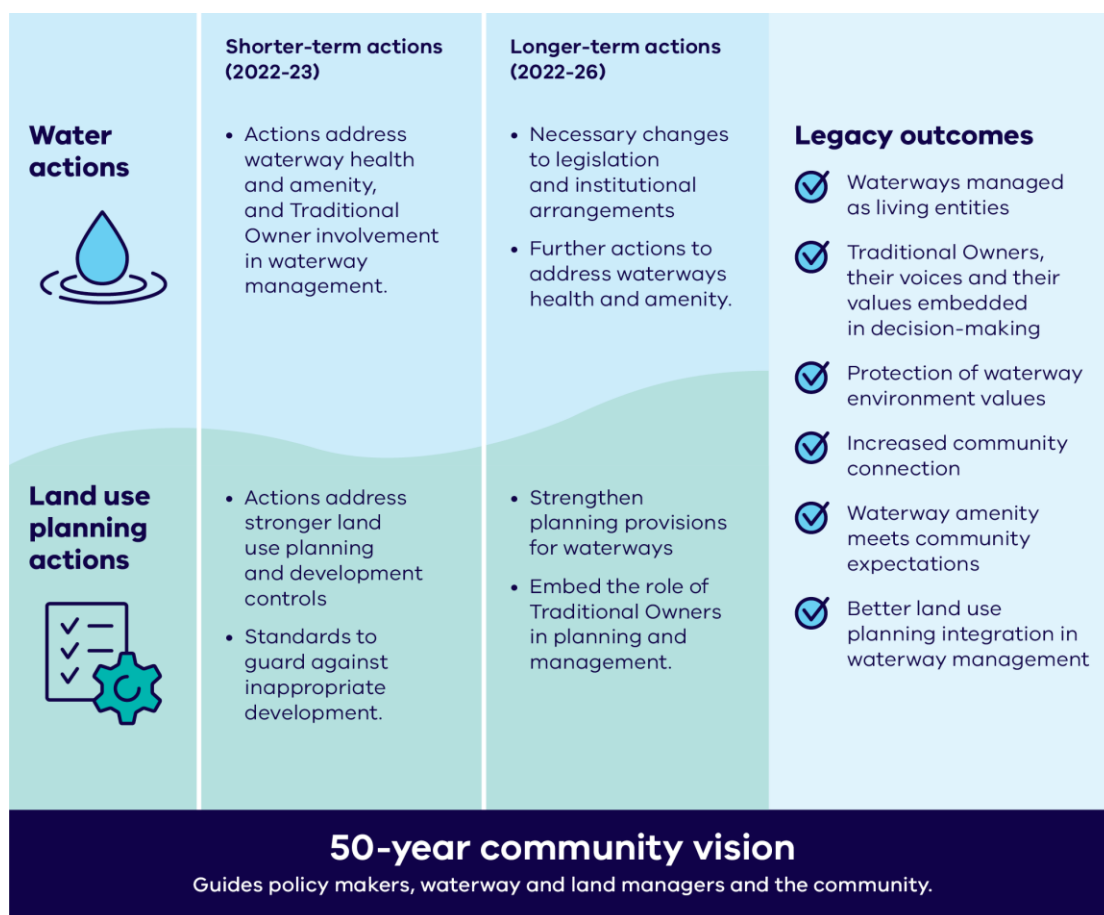 Shorter-term actions
(2022-23)
Longer-term actions
(2022-26)
Water
actions
• Actions address
waterway health
and amenity,
and Traditional
Owner involvement
in waterway
management.
• Necessary changes
to legislation
and institutional
arrangements
• Further actions to
address waterways
health and amenity.
Land use
planning
actions
• Actions address
stronger land
use planning
and development
controls
• Standards to
guard against
inappropriate
development.
• Strengthen
planning provisions
for waterways
• Embed the role of
Traditional Owners
in planning and
management.
Legacy outcomes
Waterways managed
as living entities
Traditional Owners,
their voices and their
values embedded
in decision-making
Protection of waterway
environment values
Increased community
connection
Waterway amenity
meets community
expectations
Better land use
planning integration in
waterway management
50-year community vision
Guides policy makers, waterway and land managers and the community.